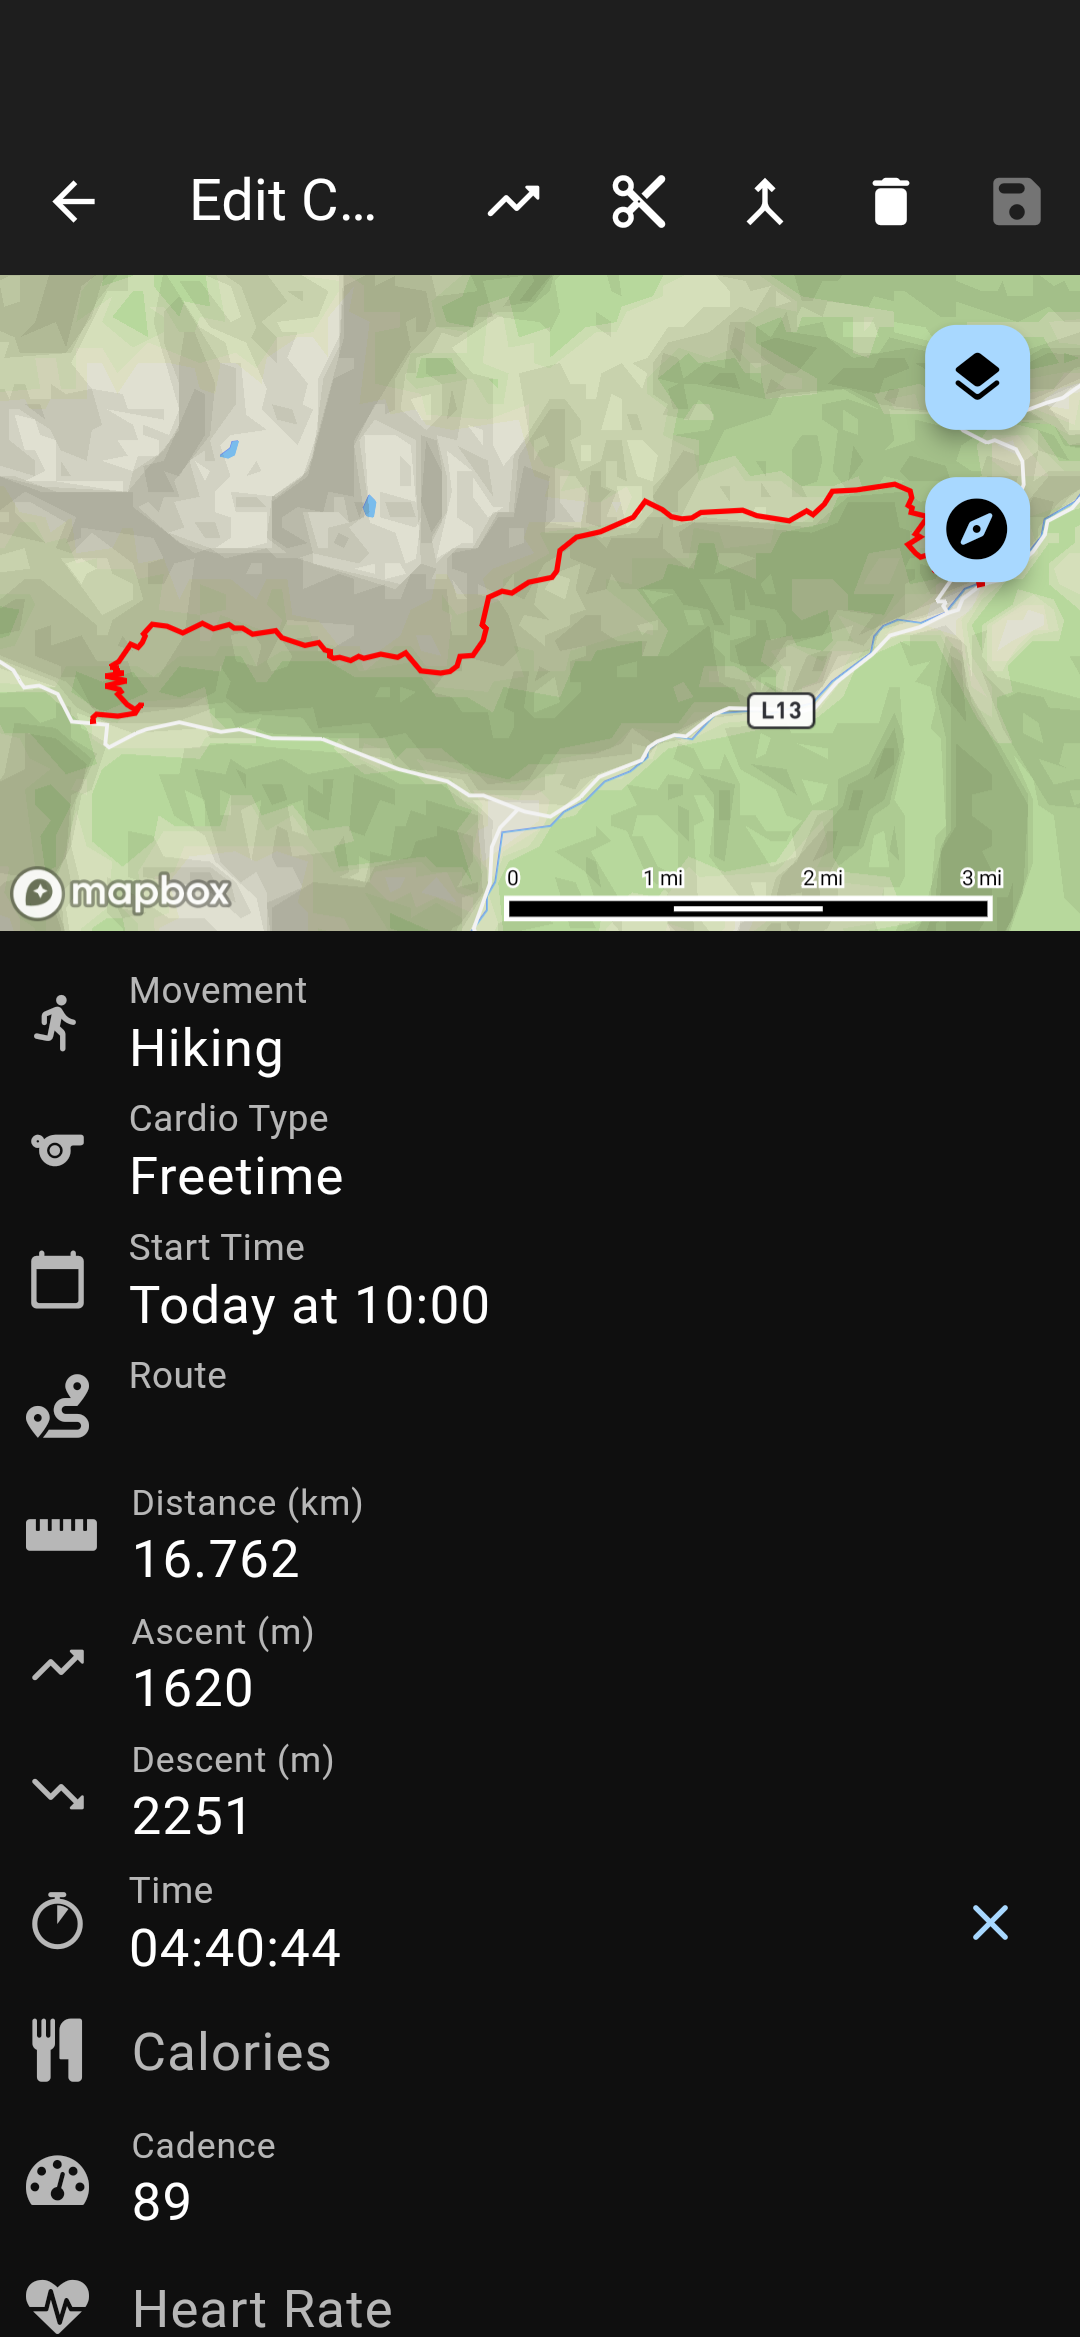 Edit C...
L13
0 1 mi 2 mi 3 mi
mapbox
Movement
Hiking
Cardio Type
Freetime
Start Time
Today at 10:00
Route
Distance (km)
16.762
Ascent (m)
1620
Descent (m)
2251
Time
04:40:44
Calories
Cadence
89
Heart Rate